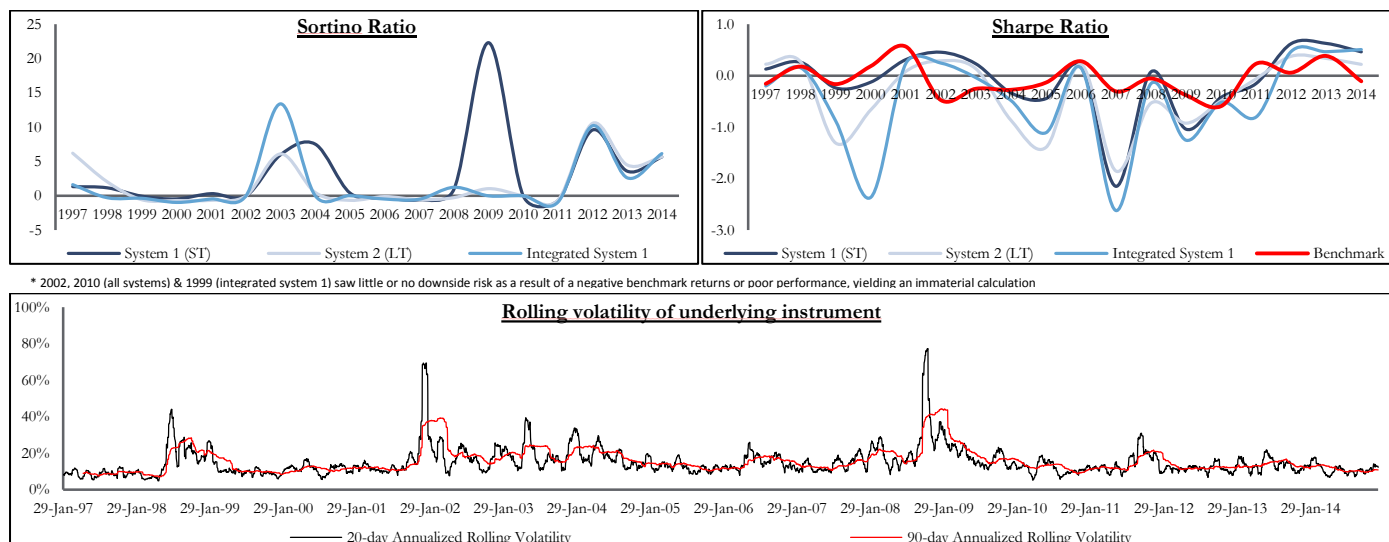 Sortino Ratio
25
20
15
10
5
0
-5
1997 1998 1999 2000 2001 2002 2003 2004 2005 2006 2007 2008 2009 2010 2011 2012 2013 2014
System 1 (ST) System 2 (LT) Integrated System 1
Sharpe Ratio
1.0
0.0
-1.0
-2.0
-3.0
1997 1998 1999 2000 2001 2002 2003 2004 2005 2006 2007 2008 2009 2010 2011 2012 2013 2014
System 1 (ST) System 2 (LT) Integrated System 1 Benchmark
* 2002, 2010 (all systems) & 1999 (integrated system 1) saw little or no downside risk as a result of a negative benchmark returns or poor performance, yielding an immaterial calculation
Rolling volatility of underlying instrument
100%
80%
60%
40%
20%
0%
29-Jan-97 29-Jan-98 29-Jan-99 29-Jan-00 29-Jan-01 29-Jan-02 29-Jan-03 29-Jan-04 29-Jan-05 29-Jan-06 29-Jan-07 29-Jan-08 29-Jan-09 29-Jan-10 29-Jan-11 29-Jan-12 29-Jan-13 29-Jan-14
20-day Annualized Rolling Volatility 90-day Annualized Rolling Volatility